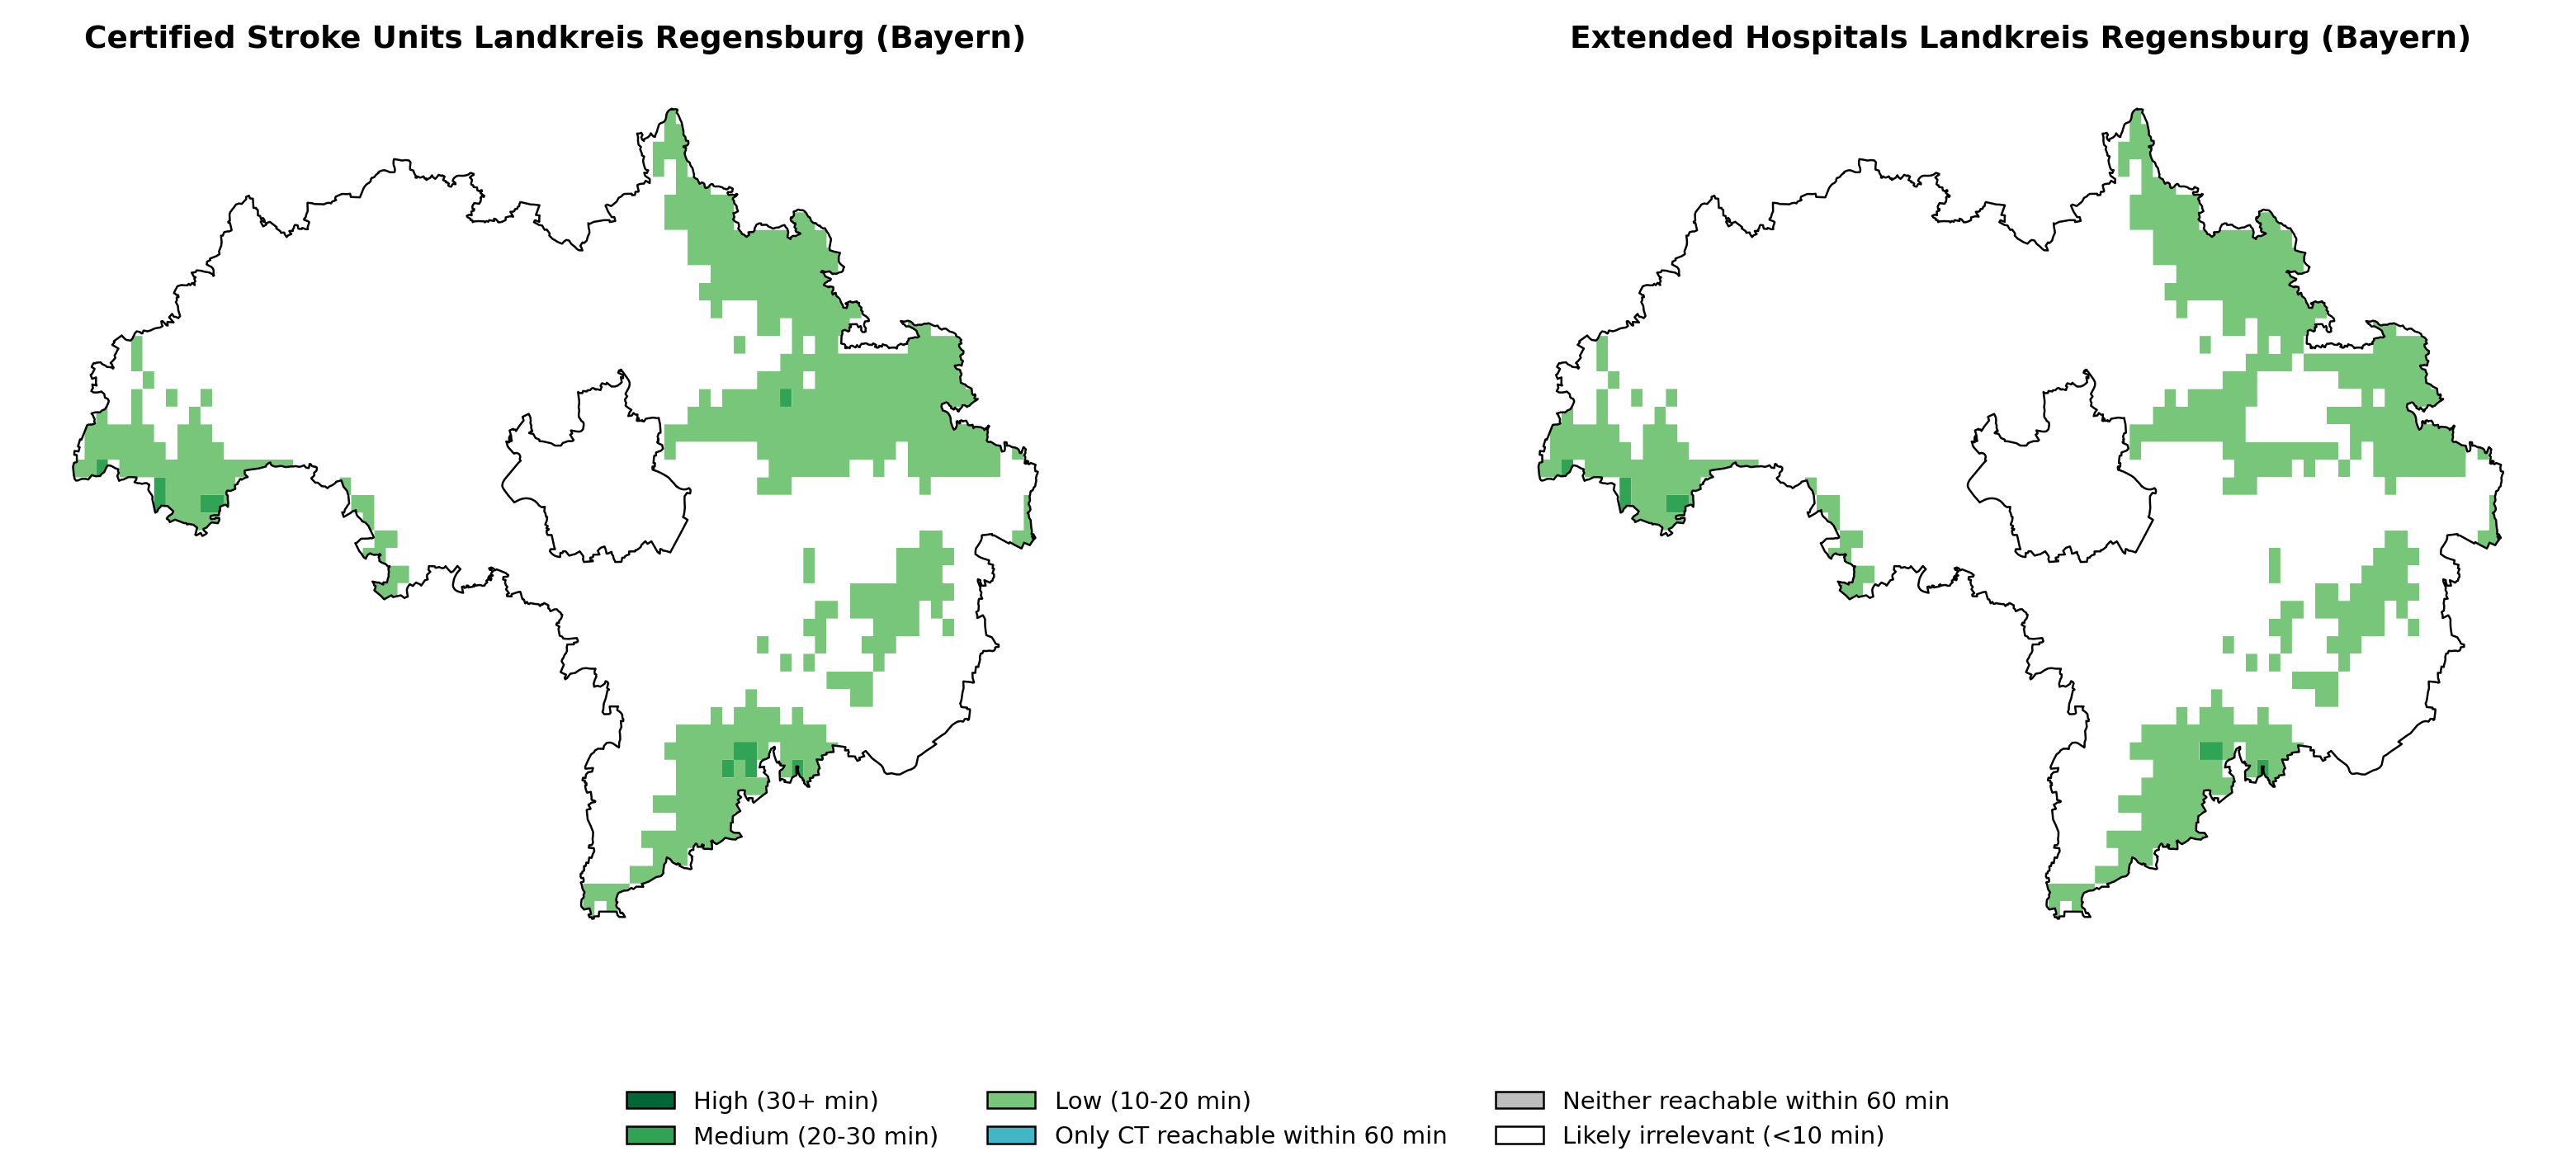 Certified Stroke Units Landkreis Regensburg (Bayern)
Extended Hospitals Landkreis Regensburg (Bayern)
High (30+ min)
Medium (20-30 min)
Low (10-20 min)
Only CT reachable within 60 min
Neither reachable within 60 min
Likely irrelevant (<10 min)